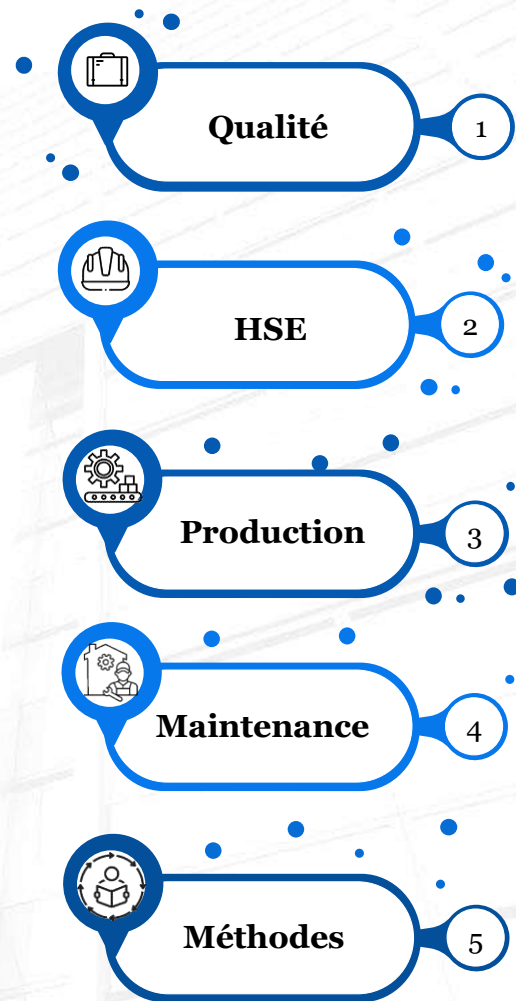 Qualité
1
HSE
2
Production
3
Maintenance
4
Méthodes
5